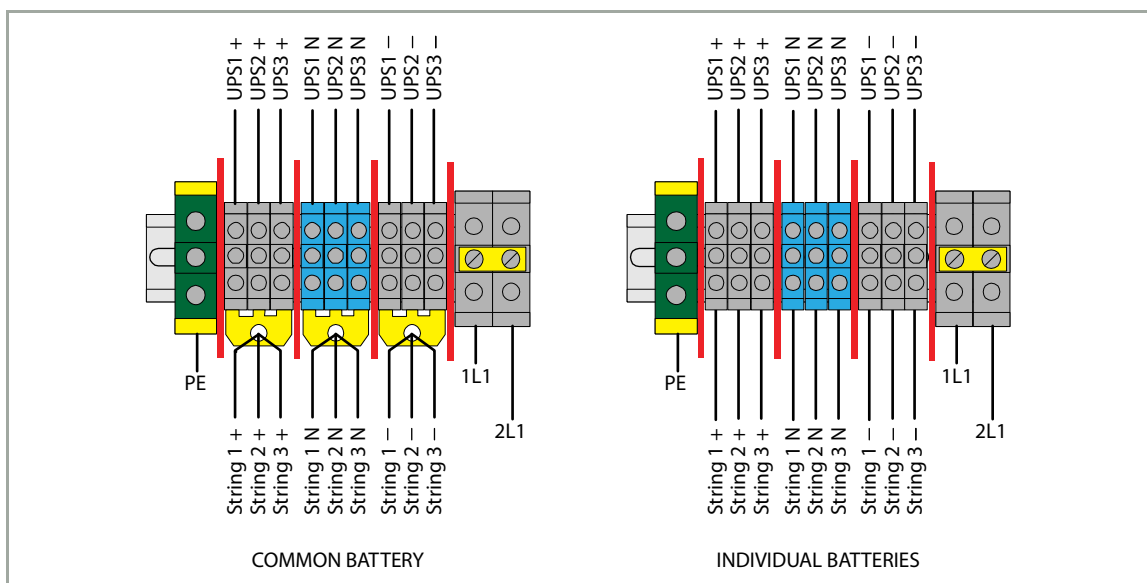 UPS1 +
UPS2 +
UPS3 +
UPS1 N
UPS2 N
UPS3 N
UPS1 −
UPS2 −
UPS3 −
PE
1L1
2L1
String 1 +
String 2 +
String 3 +
String 1 N
String 2 N
String 3 N
String 1 −
String 2 −
String 3 −
COMMON BATTERY
UPS1 +
UPS2 +
UPS3 +
UPS1 N
UPS2 N
UPS3 N
UPS1 −
UPS2 −
UPS3 −
PE
1L1
2L1
String 1 +
String 2 +
String 3 +
String 1 N
String 2 N
String 3 N
String 1 −
String 2 −
String 3 −
INDIVIDUAL BATTERIES